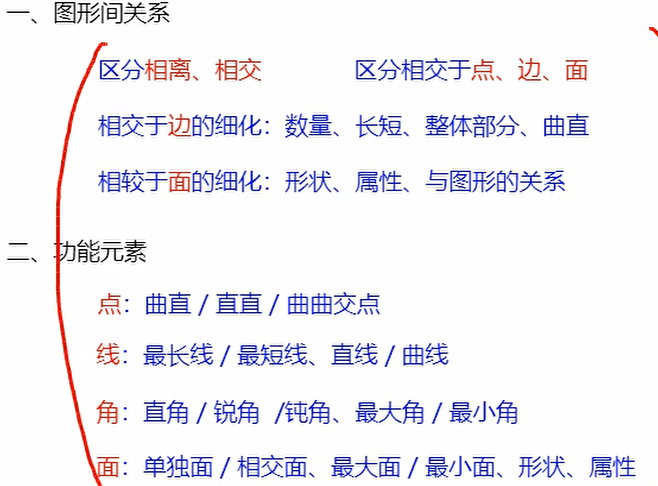 一、图形间关系
区分相离、相交 区分相交于点、边、面
相交于边的细化：数量、长短、整体部分、曲直
相较于面的细化：形状、属性、与图形的关系
二、功能元素
点：曲直 / 直直 / 曲曲交点
线：最长线 / 最短线、直线 / 曲线
角：直角 / 锐角 /钝角、最大角 / 最小角
面：单独面 / 相交面、最大面 / 最小面、形状、属性